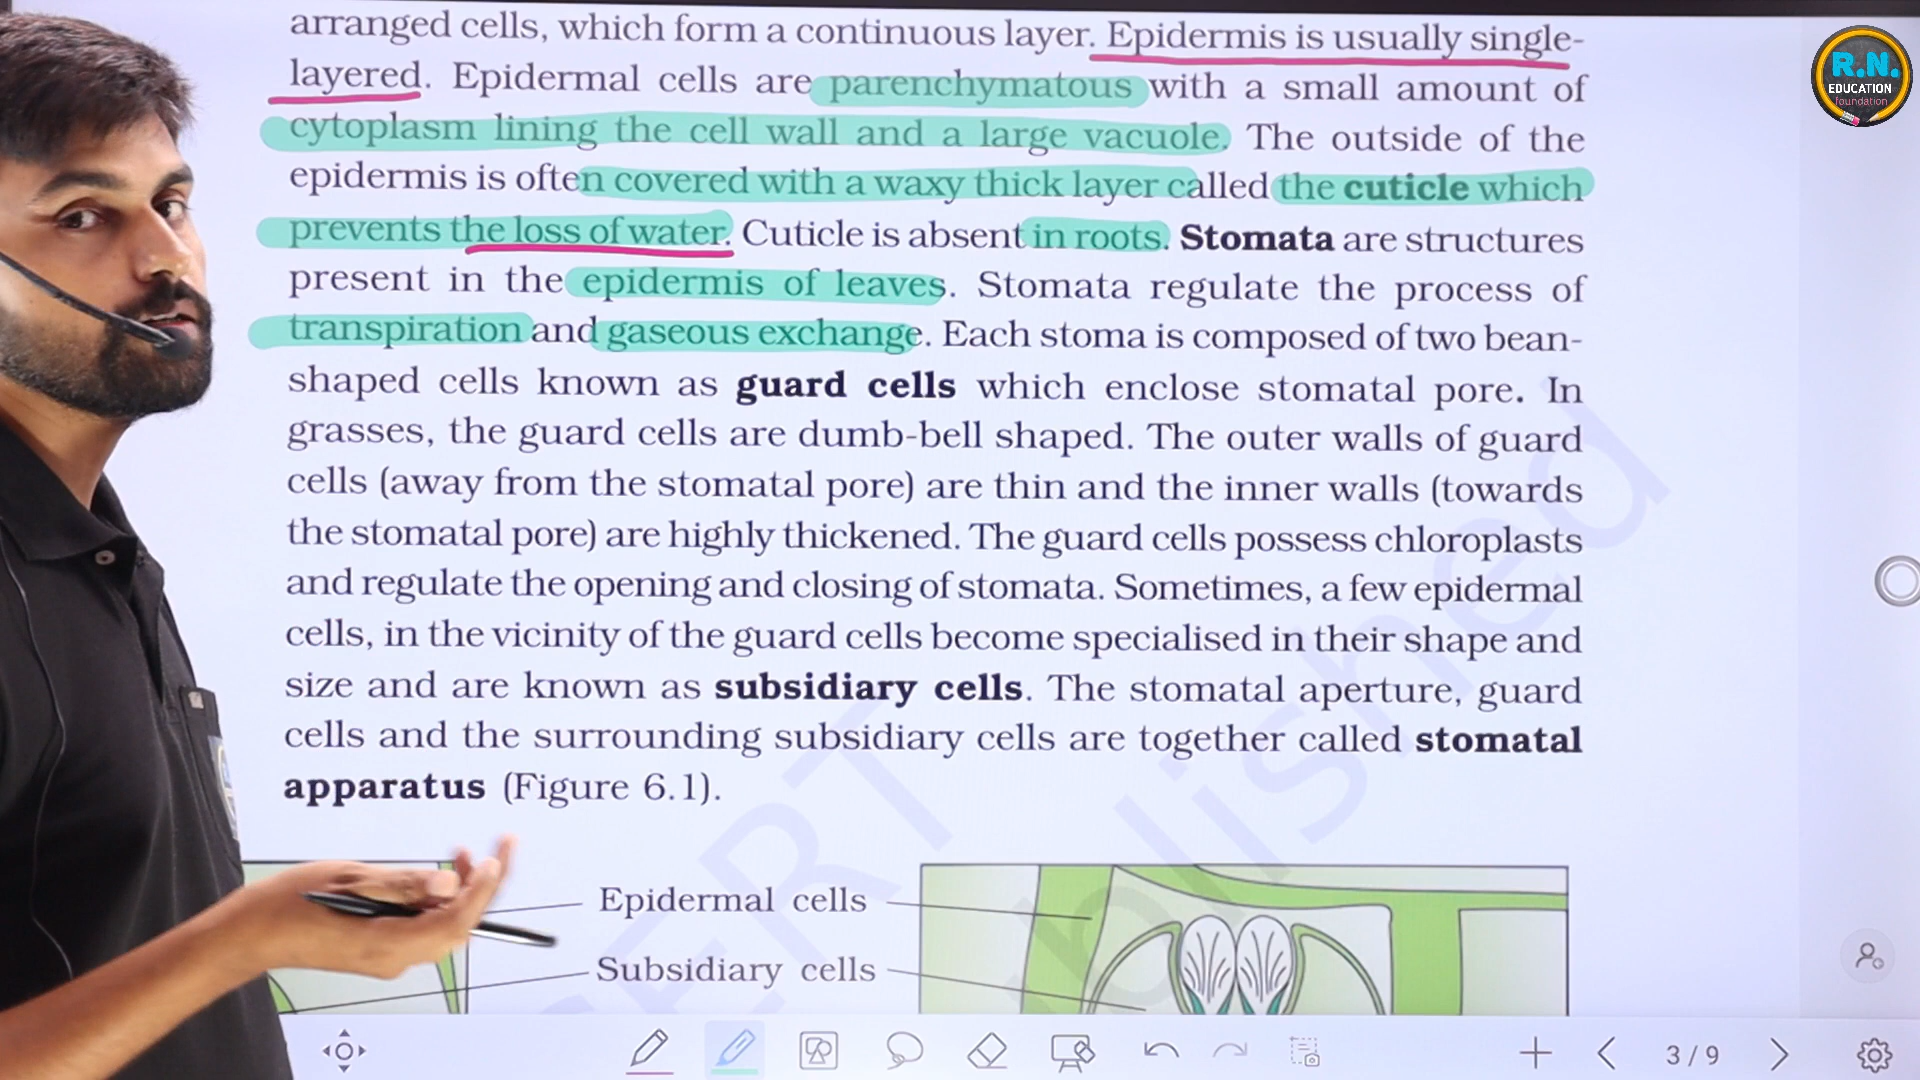 arranged cells, which form a continuous layer. Epidermis is usually single-
layered. Epidermal cells are parenchymatous with a small amount of
cytoplasm lining the cell wall and a large vacuole. The outside of the
epidermis is often covered with a waxy thick layer called the cuticle which
prevents the loss of water. Cuticle is absent in roots. Stomata are structures
present in the epidermis of leaves. Stomata regulate the process of
transpiration and gaseous exchange. Each stoma is composed of two bean-
shaped cells known as guard cells which enclose stomatal pore. In
grasses, the guard cells are dumb-bell shaped. The outer walls of guard
cells (away from the stomatal pore) are thin and the inner walls (towards
the stomatal pore) are highly thickened. The guard cells possess chloroplasts
and regulate the opening and closing of stomata. Sometimes, a few epidermal
cells, in the vicinity of the guard cells become specialised in their shape and
size and are known as subsidiary cells. The stomatal aperture, guard
cells and the surrounding subsidiary cells are together called stomatal
apparatus (Figure 6.1).
Epidermal cells
Subsidiary cells
3/9
R.N.
EDUCATION
foundation